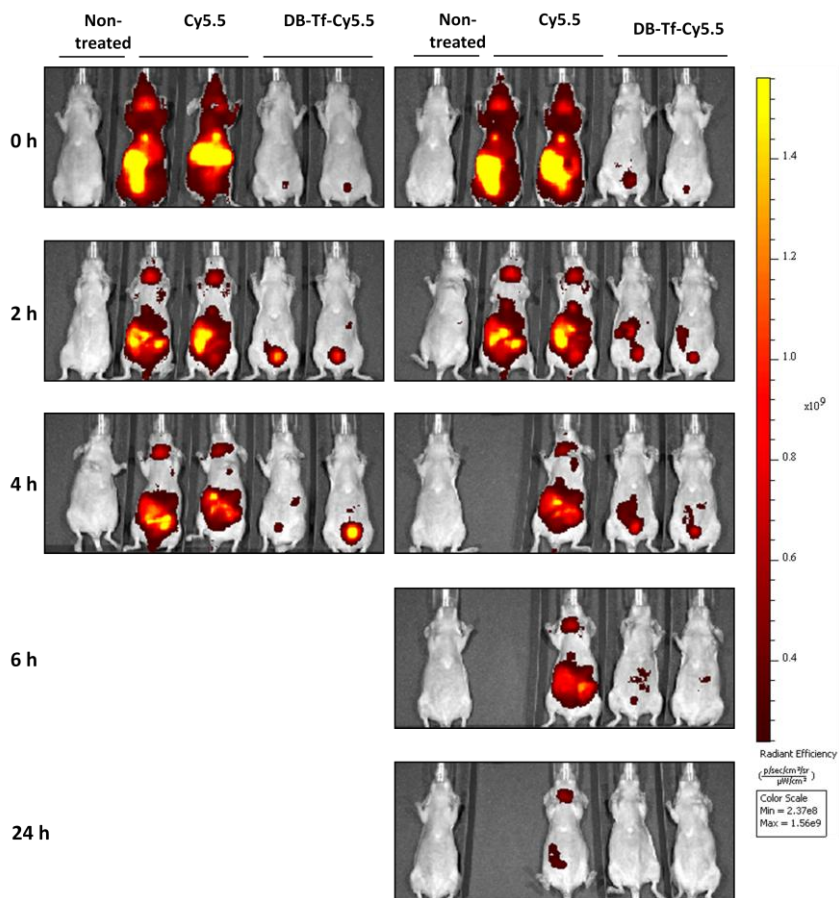 Non-
treated
Cy5.5
DB-Tf-Cy5.5
Non-
treated
Cy5.5
DB-Tf-Cy5.5
0 h
2 h
4 h
6 h
24 h
1.4
1.2
1.0
x10⁹
0.8
0.6
0.4
Radiant Efficiency
(p/sec/cm²/sr
µW/cm²)
Color Scale
Min = 2.37e8
Max = 1.56e9